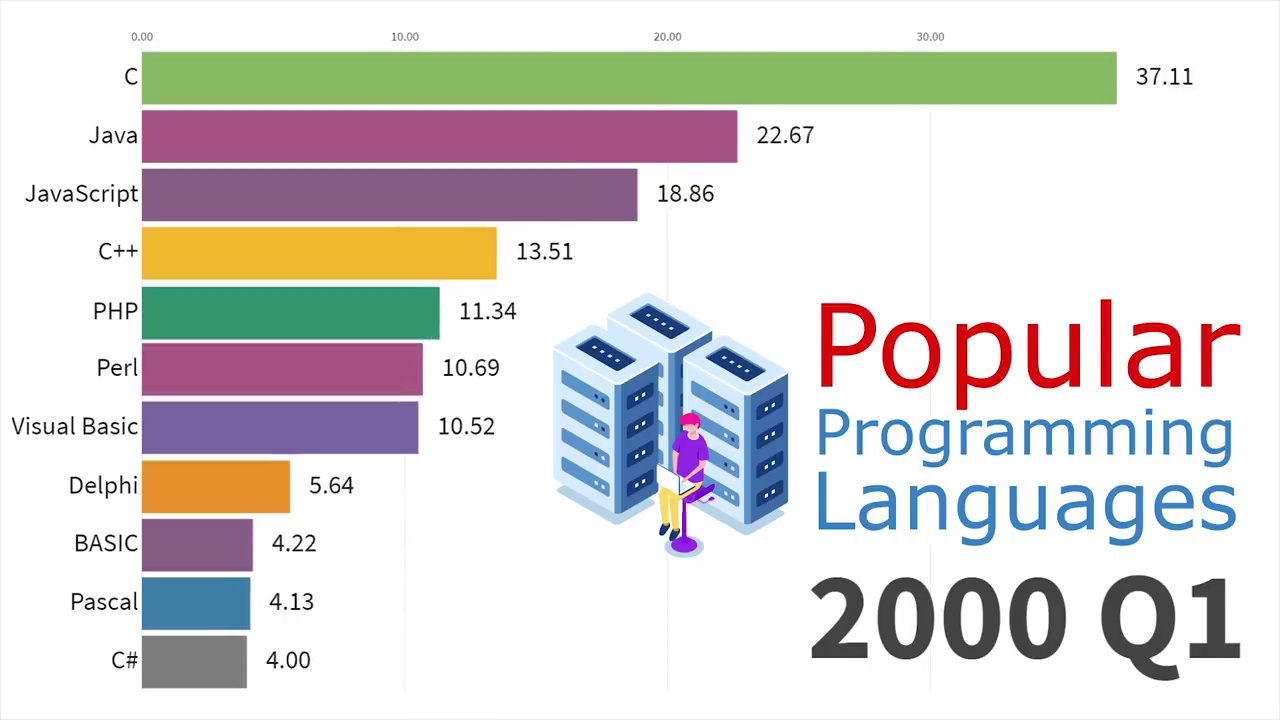 0.00 10.00 20.00 30.00
C 37.11
Java 22.67
JavaScript 18.86
C++ 13.51
PHP 11.34
Perl 10.69
Visual Basic 10.52
Delphi 5.64
BASIC 4.22
Pascal 4.13
C# 4.00
Popular
Programming
Languages
2000 Q1